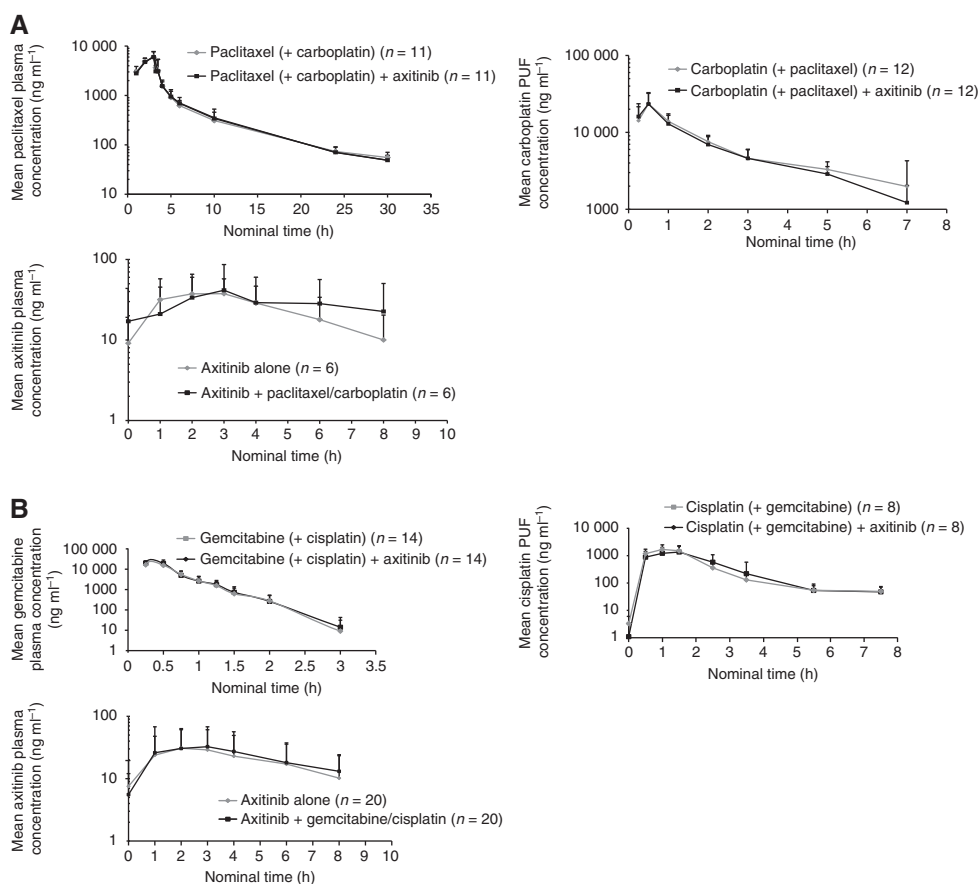 A
Mean paclitaxel plasma
concentration (ng ml−1)
10 000
1000
100
10
Paclitaxel (+ carboplatin) (n = 11)
Paclitaxel (+ carboplatin) + axitinib (n = 11)
0 5 10 15 20 25 30 35
Nominal time (h)
Mean carboplatin PUF
concentration (ng ml−1)
100 000
10 000
1000
Carboplatin (+ paclitaxel) (n = 12)
Carboplatin (+ paclitaxel) + axitinib (n = 12)
0 1 2 3 4 5 6 7 8
Nominal time (h)
Mean axitinib plasma
concentration (ng ml−1)
100
10
1
Axitinib alone (n = 6)
Axitinib + paclitaxel/carboplatin (n = 6)
0 1 2 3 4 5 6 7 8 9 10
Nominal time (h)
B
Mean gemcitabine
plasma concentration
(ng ml−1)
100 000
10 000
1000
100
10
1
Gemcitabine (+ cisplatin) (n = 14)
Gemcitabine (+ cisplatin) + axitinib (n = 14)
0 0.5 1 1.5 2 2.5 3 3.5
Nominal time (h)
Mean cisplatin PUF
concentration (ng ml−1)
10 000
1000
100
10
1
Cisplatin (+ gemcitabine) (n = 8)
Cisplatin (+ gemcitabine) + axitinib (n = 8)
0 1 2 3 4 5 6 7 8
Nominal time (h)
Mean axitinib plasma
concentration (ng ml−1)
100
10
1
Axitinib alone (n = 20)
Axitinib + gemcitabine/cisplatin (n = 20)
0 1 2 3 4 5 6 7 8 9 10
Nominal time (h)